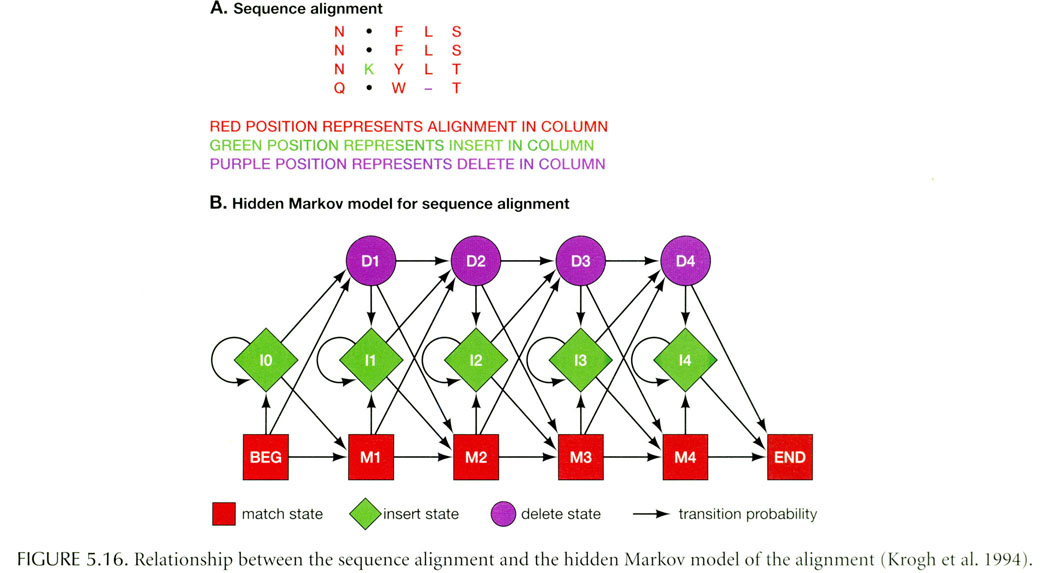 A. Sequence alignment
N • F L S
N • F L S
N K Y L T
Q • W – T
RED POSITION REPRESENTS ALIGNMENT IN COLUMN
GREEN POSITION REPRESENTS INSERT IN COLUMN
PURPLE POSITION REPRESENTS DELETE IN COLUMN
B. Hidden Markov model for sequence alignment
D1 D2 D3 D4
I0 I1 I2 I3 I4
BEG M1 M2 M3 M4 END
match state insert state delete state transition probability
FIGURE 5.16. Relationship between the sequence alignment and the hidden Markov model of the alignment (Krogh et al. 1994).